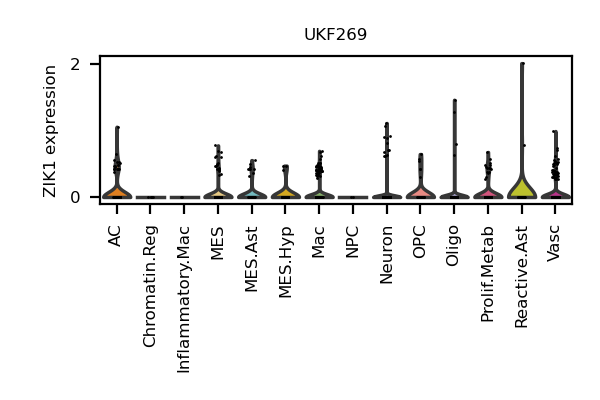 UKF269
ZIK1 expression
2
0
AC
Chromatin.Reg
Inflammatory.Mac
MES
MES.Ast
MES.Hyp
Mac
NPC
Neuron
OPC
Oligo
Prolif.Metab
Reactive.Ast
Vasc